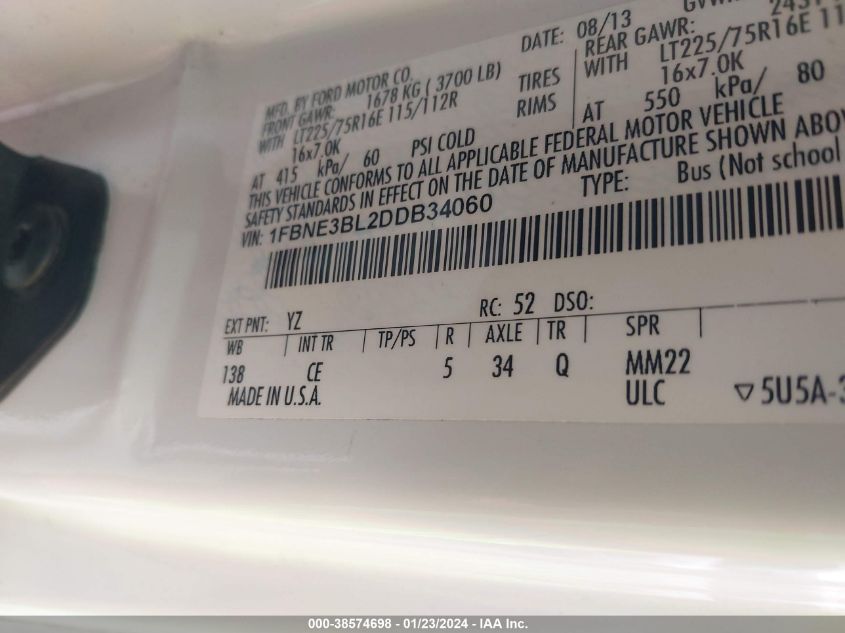 DATE: 08/13
MFD. BY FORD MOTOR CO.
FRONT GAWR: 1678 KG ( 3700 LB)
WITH LT225/75R16E 115/112R TIRES
16x7.0K RIMS
AT 415 kPa/ 60 PSI COLD
REAR GAWR:
WITH LT225/75R16E
16x7.0K
AT 550 kPa/ 80
THIS VEHICLE CONFORMS TO ALL APPLICABLE FEDERAL MOTOR VEHICLE
SAFETY STANDARDS IN EFFECT ON THE DATE OF MANUFACTURE SHOWN
VIN: 1FBNE3BL2DDB34060
TYPE: Bus (Not school
EXT PNT: YZ RC: 52 DSO:
WB INT TR TP/PS R AXLE TR SPR
138 CE 5 34 Q MM22
MADE IN U.S.A. ULC
▽5U5A-
000-38574698 - 01/23/2024 - IAA Inc.